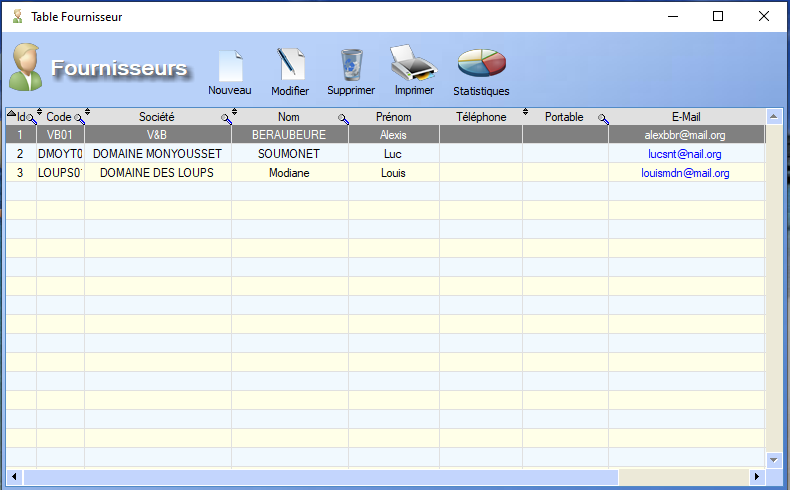 Table Fournisseur
Fournisseurs
Nouveau Modifier Supprimer Imprimer Statistiques
Id Code Société Nom Prénom Téléphone Portable E-Mail
1 VB01 V&B BERAUBEURE Alexis alexbbr@mail.org
2 DMOYT0 DOMAINE MONYOUSSET SOUMONET Luc lucsnt@nail.org
3 LOUPS0 DOMAINE DES LOUPS Modiane Louis louismdn@mail.org